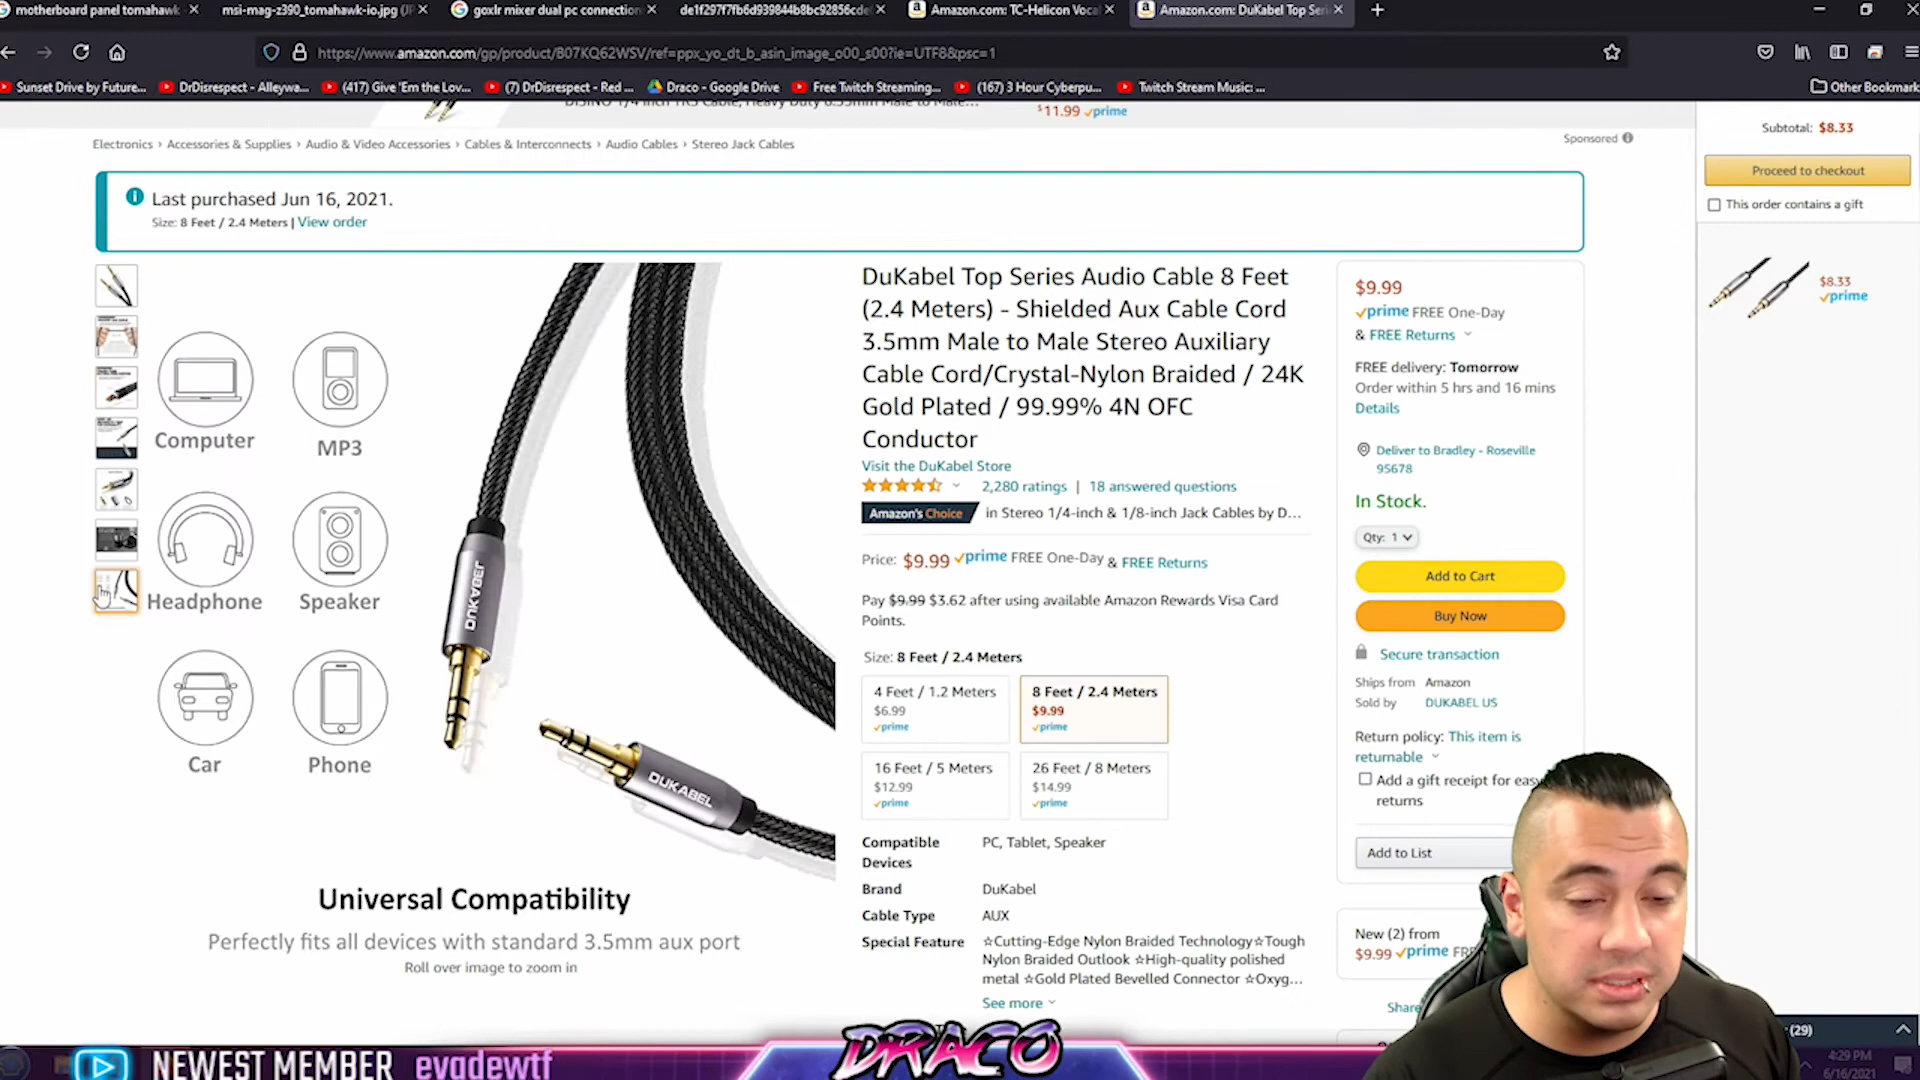 motherboard panel tomahawk
msi-mag-z390_tomahawk-io.jpg (JP
goxlr mixer dual pc connection
de1f297f7fb6d939844b8bc92856cde
Amazon.com: TC-Helicon Voca
Amazon.com: DuKabel Top Seri
https://www.amazon.com/gp/product/B07KQ62WSV/ref=ppx_yo_dt_b_asin_image_o00_s00?ie=UTF8&psc=1
Sunset Drive by Future...
DrDisrespect - Alleywa...
(417) Give 'Em the Lov...
(7) DrDisrespect - Red ...
Draco - Google Drive
Free Twitch Streaming...
(167) 3 Hour Cyberpu...
Twitch Stream Music: ...
Other Bookmark
$11.99 prime
Electronics › Accessories & Supplies › Audio & Video Accessories › Cables & Interconnects › Audio Cables › Stereo Jack Cables
Sponsored
Last purchased Jun 16, 2021.
Size: 8 Feet / 2.4 Meters | View order
Computer
MP3
Headphone
Speaker
Car
Phone
DUKABEL
DUKABEL
Universal Compatibility
Perfectly fits all devices with standard 3.5mm aux port
Roll over image to zoom in
DuKabel Top Series Audio Cable 8 Feet
(2.4 Meters) - Shielded Aux Cable Cord
3.5mm Male to Male Stereo Auxiliary
Cable Cord/Crystal-Nylon Braided / 24K
Gold Plated / 99.99% 4N OFC
Conductor
Visit the DuKabel Store
2,280 ratings | 18 answered questions
Amazon's Choice in Stereo 1/4-inch & 1/8-inch Jack Cables by D...
Price: $9.99 prime FREE One-Day & FREE Returns
Pay $9.99 $3.62 after using available Amazon Rewards Visa Card
Points.
Size: 8 Feet / 2.4 Meters
4 Feet / 1.2 Meters
$6.99
prime
8 Feet / 2.4 Meters
$9.99
prime
16 Feet / 5 Meters
$12.99
prime
26 Feet / 8 Meters
$14.99
prime
Compatible
Devices
PC, Tablet, Speaker
Brand
DuKabel
Cable Type
AUX
Special Feature
☆Cutting-Edge Nylon Braided Technology☆Tough
Nylon Braided Outlook ☆High-quality polished
metal ☆Gold Plated Bevelled Connector ☆Oxyg...
See more
$9.99
prime FREE One-Day
& FREE Returns
FREE delivery: Tomorrow
Order within 5 hrs and 16 mins
Details
Deliver to Bradley - Roseville
95678
In Stock.
Qty: 1
Add to Cart
Buy Now
Secure transaction
Ships from Amazon
Sold by DUKABEL US
Return policy: This item is
returnable
Add a gift receipt for easy
returns
Add to List
New (2) from
$9.99 prime FRE
Share
Subtotal: $8.33
Proceed to checkout
This order contains a gift
$8.33
prime
(29)
NEWEST MEMBER evadewtf
DRACO
4:29 PM
6/16/2021